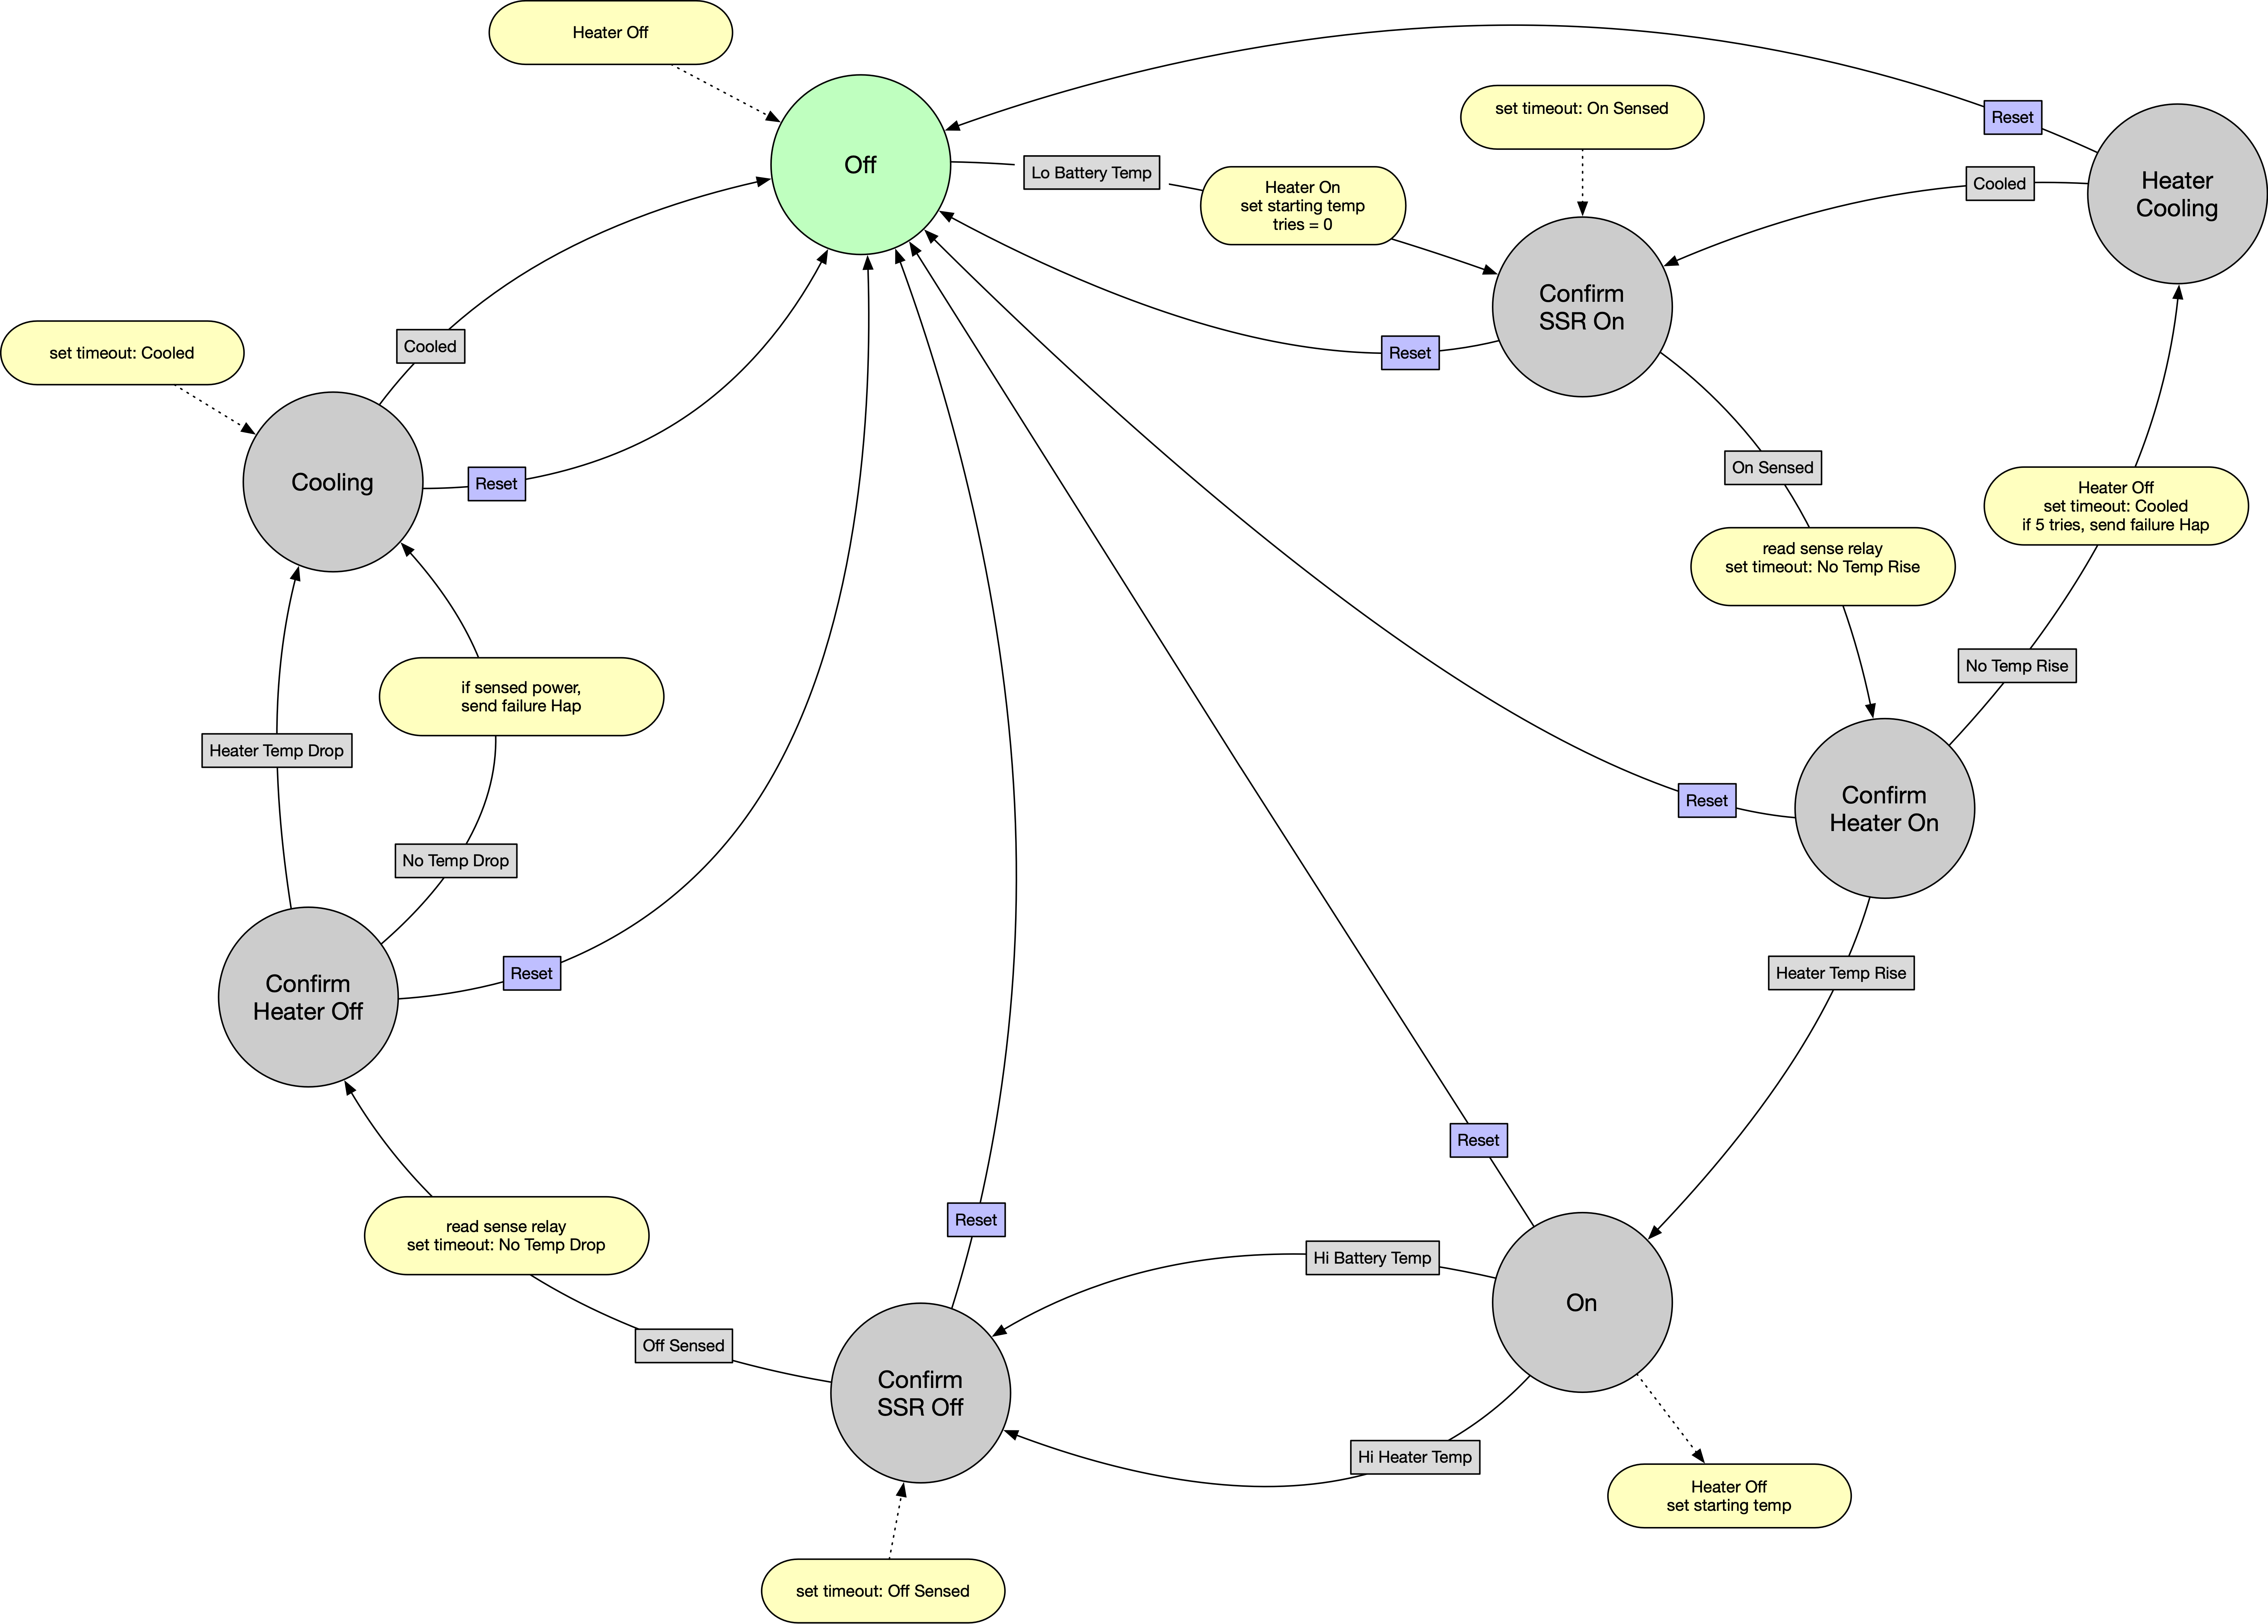 Heater Off
Off
Lo Battery Temp
Heater On
set starting temp
tries = 0
set timeout: On Sensed
Reset
Cooled
Heater
Cooling
Confirm
SSR On
Reset
Cooled
set timeout: Cooled
Cooling
Reset
On Sensed
read sense relay
set timeout: No Temp Rise
Heater Off
set timeout: Cooled
if 5 tries, send failure Hap
No Temp Rise
if sensed power,
send failure Hap
Heater Temp Drop
No Temp Drop
Reset
Confirm
Heater On
Heater Temp Rise
Confirm
Heater Off
Reset
Reset
Reset
read sense relay
set timeout: No Temp Drop
Off Sensed
Hi Battery Temp
On
Confirm
SSR Off
Hi Heater Temp
Heater Off
set starting temp
set timeout: Off Sensed